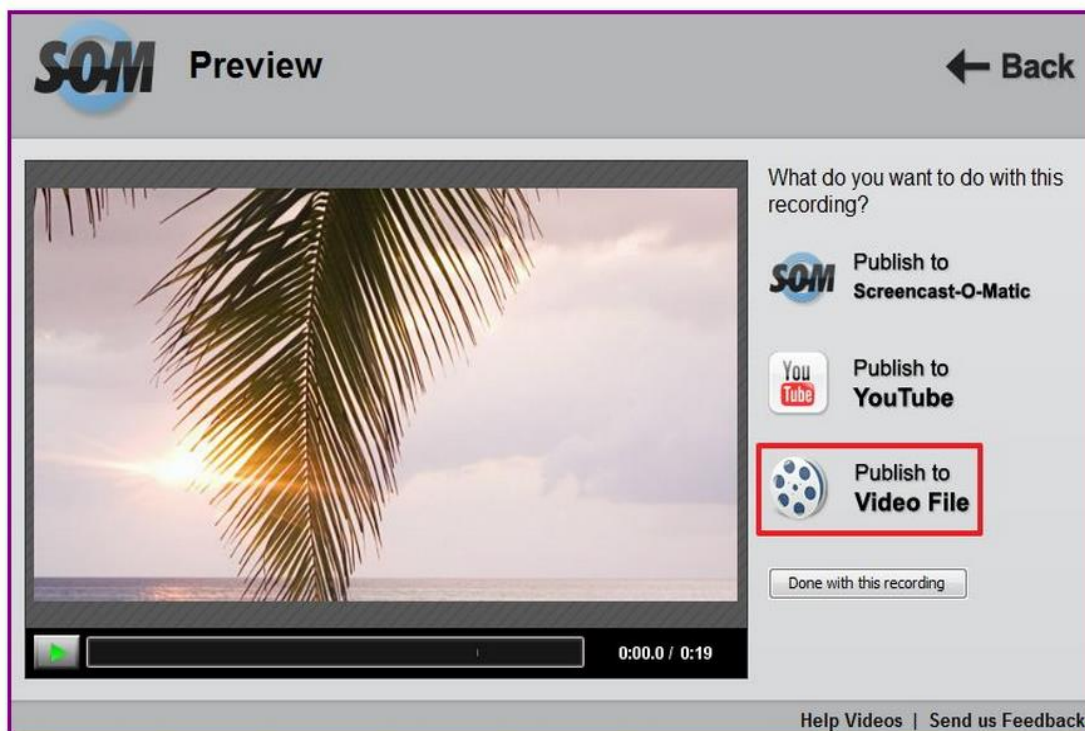 SOM
Preview
Back
What do you want to do with this
recording?
SOM
Publish to
Screencast-O-Matic
You
Tube
Publish to
YouTube
Publish to
Video File
Done with this recording
0:00.0 / 0:19
Help Videos | Send us Feedback